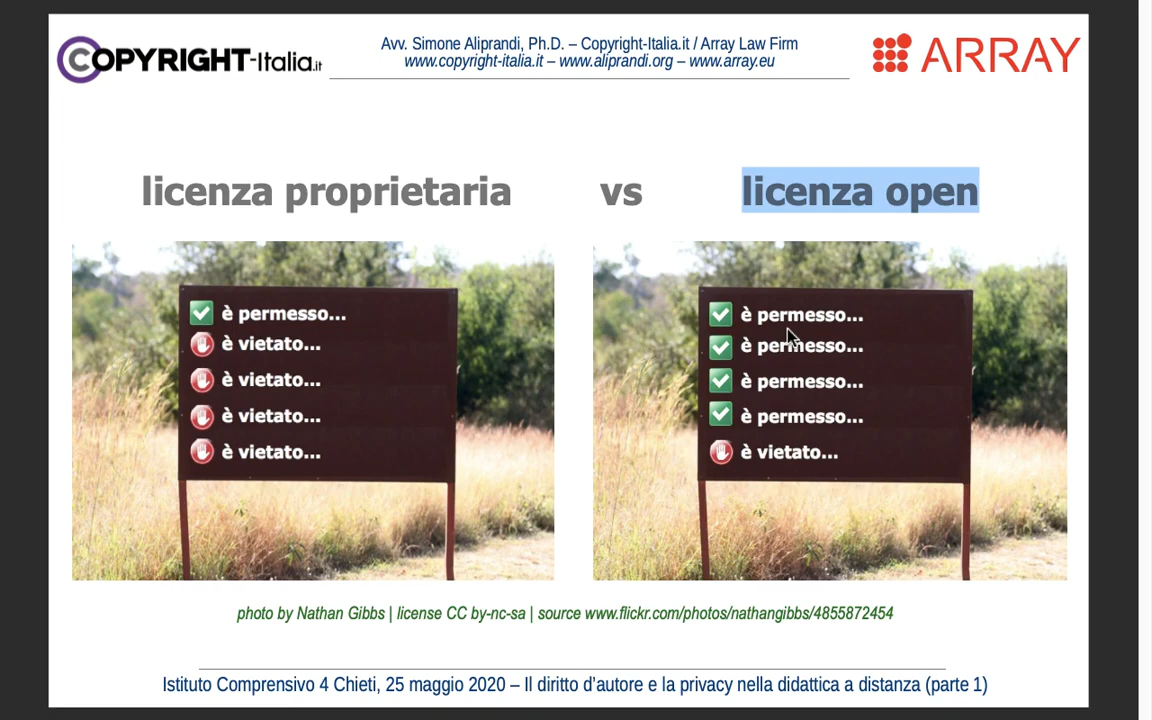 COPYRIGHT-Italia.it
Avv. Simone Aliprandi, Ph.D. – Copyright-Italia.it / Array Law Firm
www.copyright-italia.it – www.aliprandi.org – www.array.eu
ARRAY
licenza proprietaria vs licenza open
è permesso...
è vietato...
è vietato...
è vietato...
è vietato...
è permesso...
è permesso...
è permesso...
è permesso...
è vietato...
photo by Nathan Gibbs | license CC by-nc-sa | source www.flickr.com/photos/nathangibbs/4855872454
Istituto Comprensivo 4 Chieti, 25 maggio 2020 – Il diritto d'autore e la privacy nella didattica a distanza (parte 1)